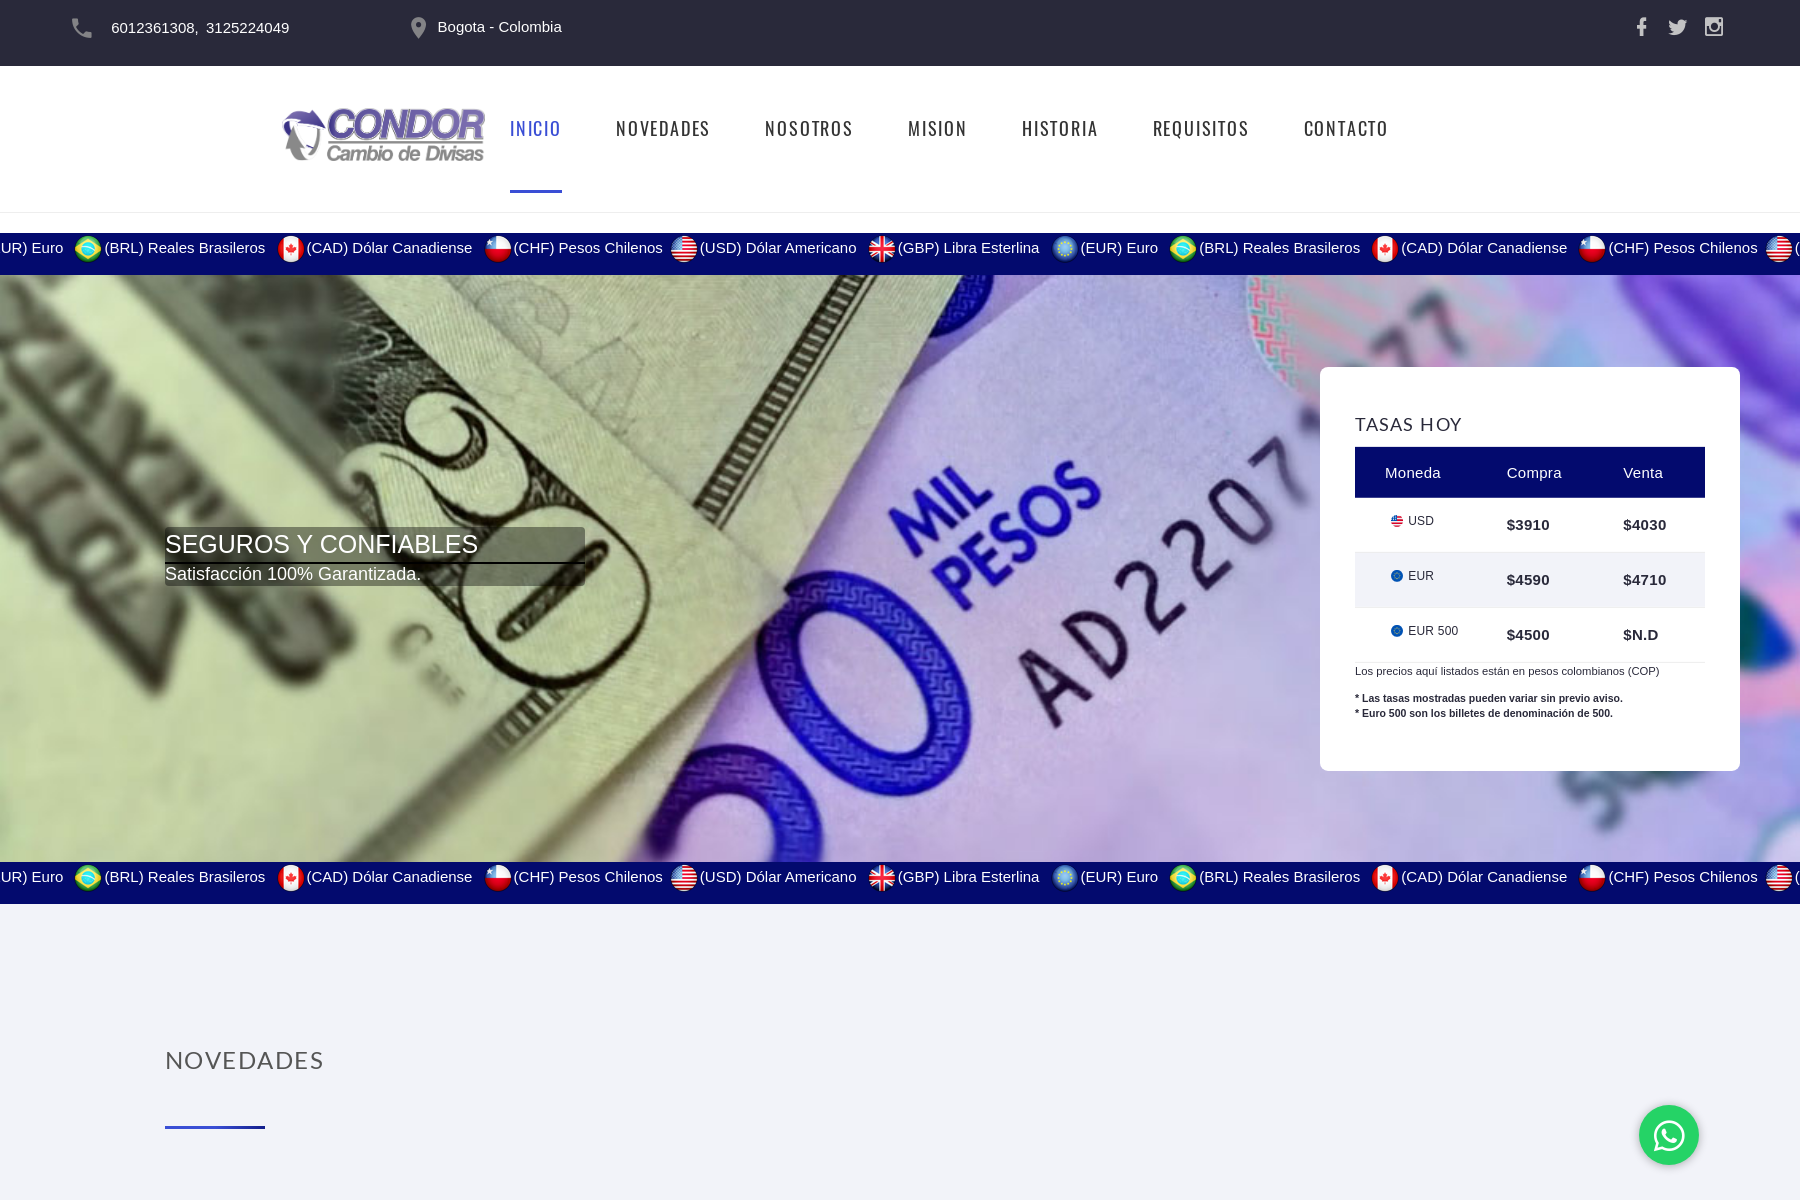 6012361308, 3125224049
Bogota - Colombia
CONDOR
Cambio de Divisas
INICIO
NOVEDADES
NOSOTROS
MISION
HISTORIA
REQUISITOS
CONTACTO
UR) Euro (BRL) Reales Brasileros (CAD) Dólar Canadiense (CHF) Pesos Chilenos (USD) Dólar Americano (GBP) Libra Esterlina (EUR) Euro (BRL) Reales Brasileros (CAD) Dólar Canadiense (CHF) Pesos Chilenos (
MIL
PESOS
AD2207
SEGUROS Y CONFIABLES
Satisfacción 100% Garantizada.
TASAS HOY
Moneda Compra Venta
USD $3910 $4030
EUR $4590 $4710
EUR 500 $4500 $N.D
Los precios aquí listados están en pesos colombianos (COP)
* Las tasas mostradas pueden variar sin previo aviso.
* Euro 500 son los billetes de denominación de 500.
UR) Euro (BRL) Reales Brasileros (CAD) Dólar Canadiense (CHF) Pesos Chilenos (USD) Dólar Americano (GBP) Libra Esterlina (EUR) Euro (BRL) Reales Brasileros (CAD) Dólar Canadiense (CHF) Pesos Chilenos (
NOVEDADES